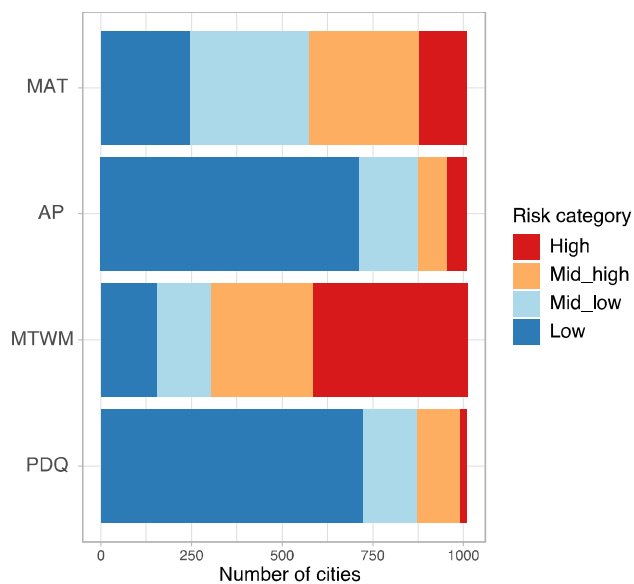 MAT
AP
MTWM
PDQ
0 250 500 750 1000
Number of cities
Risk category
High
Mid_high
Mid_low
Low